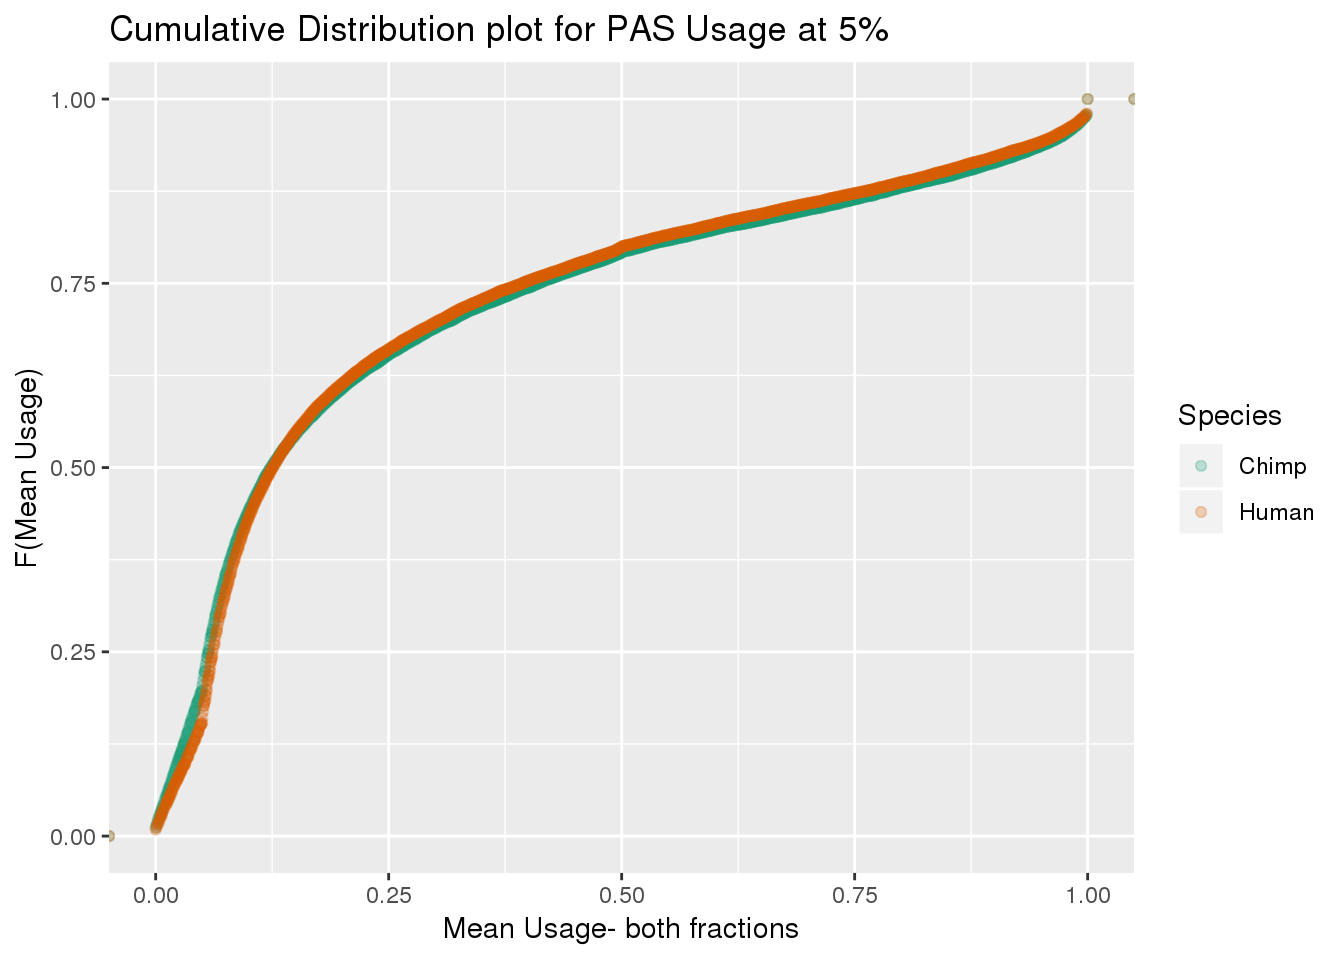 Cumulative Distribution plot for PAS Usage at 5%
1.00
0.75
0.50
0.25
0.00
F(Mean Usage)
0.00 0.25 0.50 0.75 1.00
Mean Usage- both fractions
Species
Chimp
Human